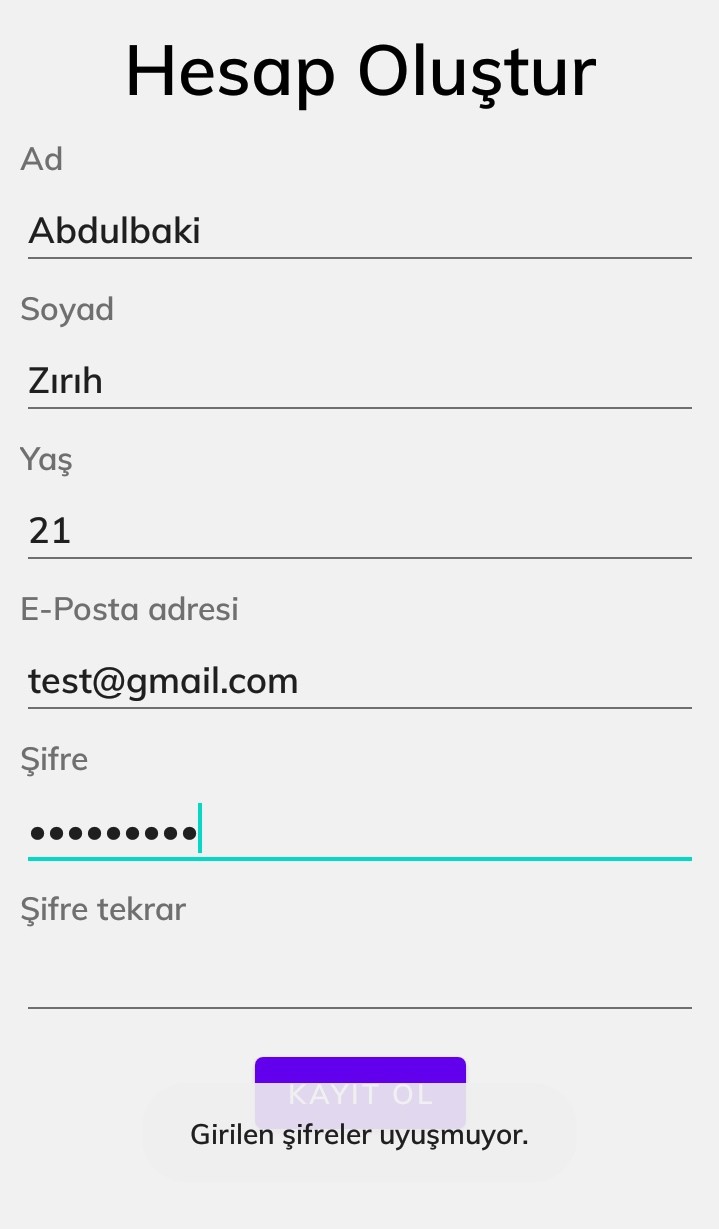 Hesap Oluştur
Ad
Abdulbaki
Soyad
Zırıh
Yaş
21
E-Posta adresi
test@gmail.com
Şifre
•••••••••
Şifre tekrar
KAYIT OL
Girilen şifreler uyuşmuyor.